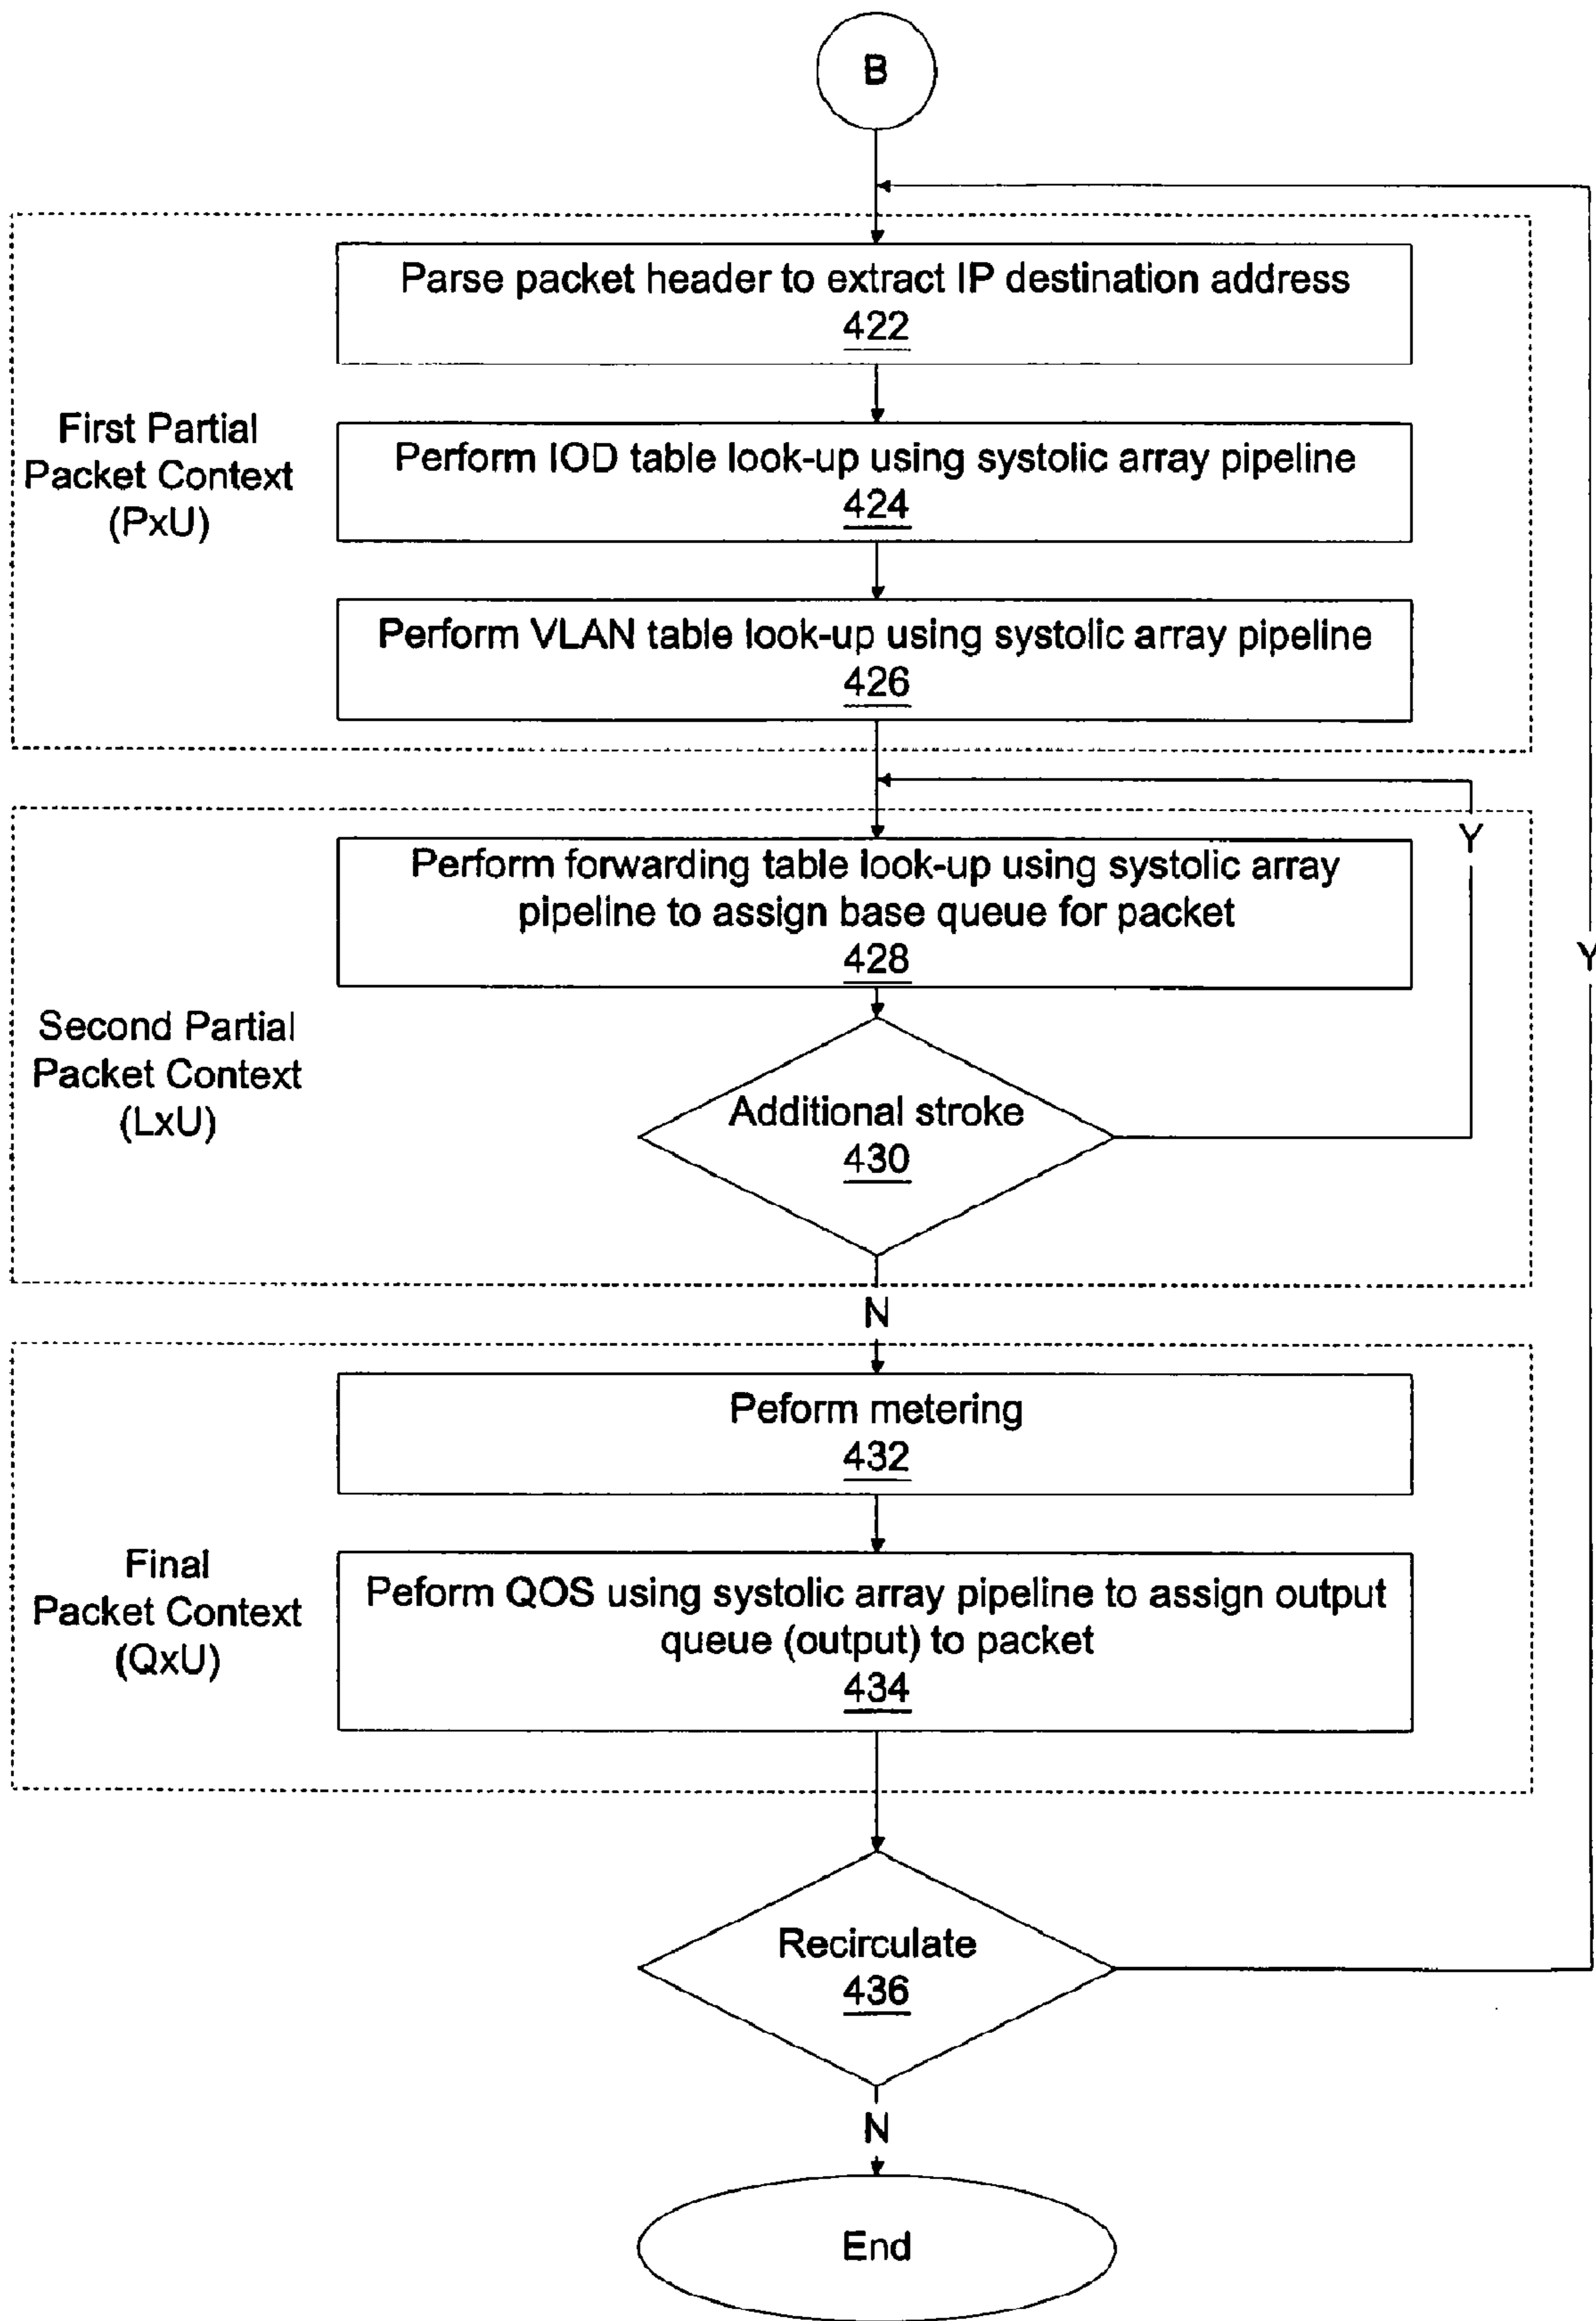 B
Parse packet header to extract IP destination address
422
First Partial
Packet Context
(PxU)
Perform IOD table look-up using systolic array pipeline
424
Perform VLAN table look-up using systolic array pipeline
426
Y
Perform forwarding table look-up using systolic array
pipeline to assign base queue for packet
428
Y
Second Partial
Packet Context
(LxU)
Additional stroke
430
N
Peform metering
432
Final
Packet Context
(QxU)
Peform QOS using systolic array pipeline to assign output
queue (output) to packet
434
Recirculate
436
N
End